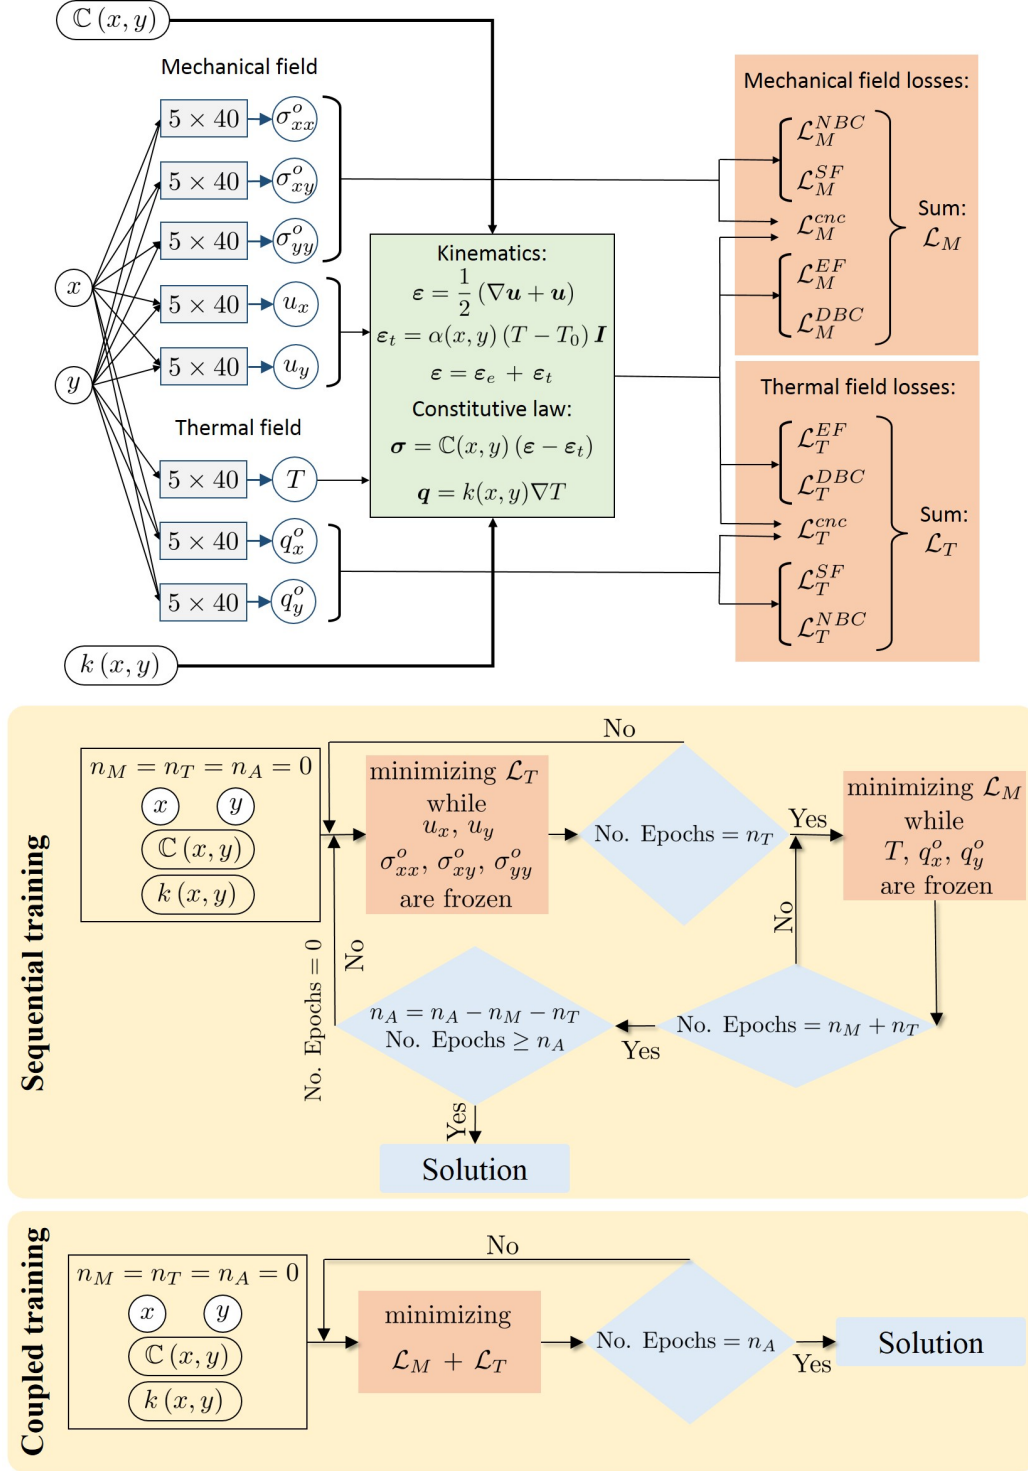 ℂ (x, y)
Mechanical field
5 × 40 σ^o_xx
5 × 40 σ^o_xy
5 × 40 σ^o_yy
5 × 40 u_x
5 × 40 u_y
x
y
Thermal field
5 × 40 T
5 × 40 q^o_x
5 × 40 q^o_y
k (x, y)
Kinematics:
ε = 1/2 (∇u + u)
ε_t = α(x, y) (T − T_0) I
ε = ε_e + ε_t
Constitutive law:
σ = ℂ(x, y) (ε − ε_t)
q = k(x, y)∇T
Mechanical field losses:
ℒ_M^NBC
ℒ_M^SF
ℒ_M^cnc
ℒ_M^EF
ℒ_M^DBC
Sum:
ℒ_M
Thermal field losses:
ℒ_T^EF
ℒ_T^DBC
ℒ_T^cnc
ℒ_T^SF
ℒ_T^NBC
Sum:
ℒ_T
Sequential training
n_M = n_T = n_A = 0
x y
ℂ (x, y)
k (x, y)
No
minimizing ℒ_T
while
u_x, u_y
σ^o_xx, σ^o_xy, σ^o_yy
are frozen
No. Epochs = n_T
Yes
minimizing ℒ_M
while
T, q^o_x, q^o_y
are frozen
No
No. Epochs = n_M + n_T
Yes
n_A = n_A − n_M − n_T
No. Epochs ≥ n_A
No
No. Epochs = 0
Yes
Solution
Coupled training
n_M = n_T = n_A = 0
x y
ℂ (x, y)
k (x, y)
No
minimizing
ℒ_M + ℒ_T
No. Epochs = n_A
Yes
Solution